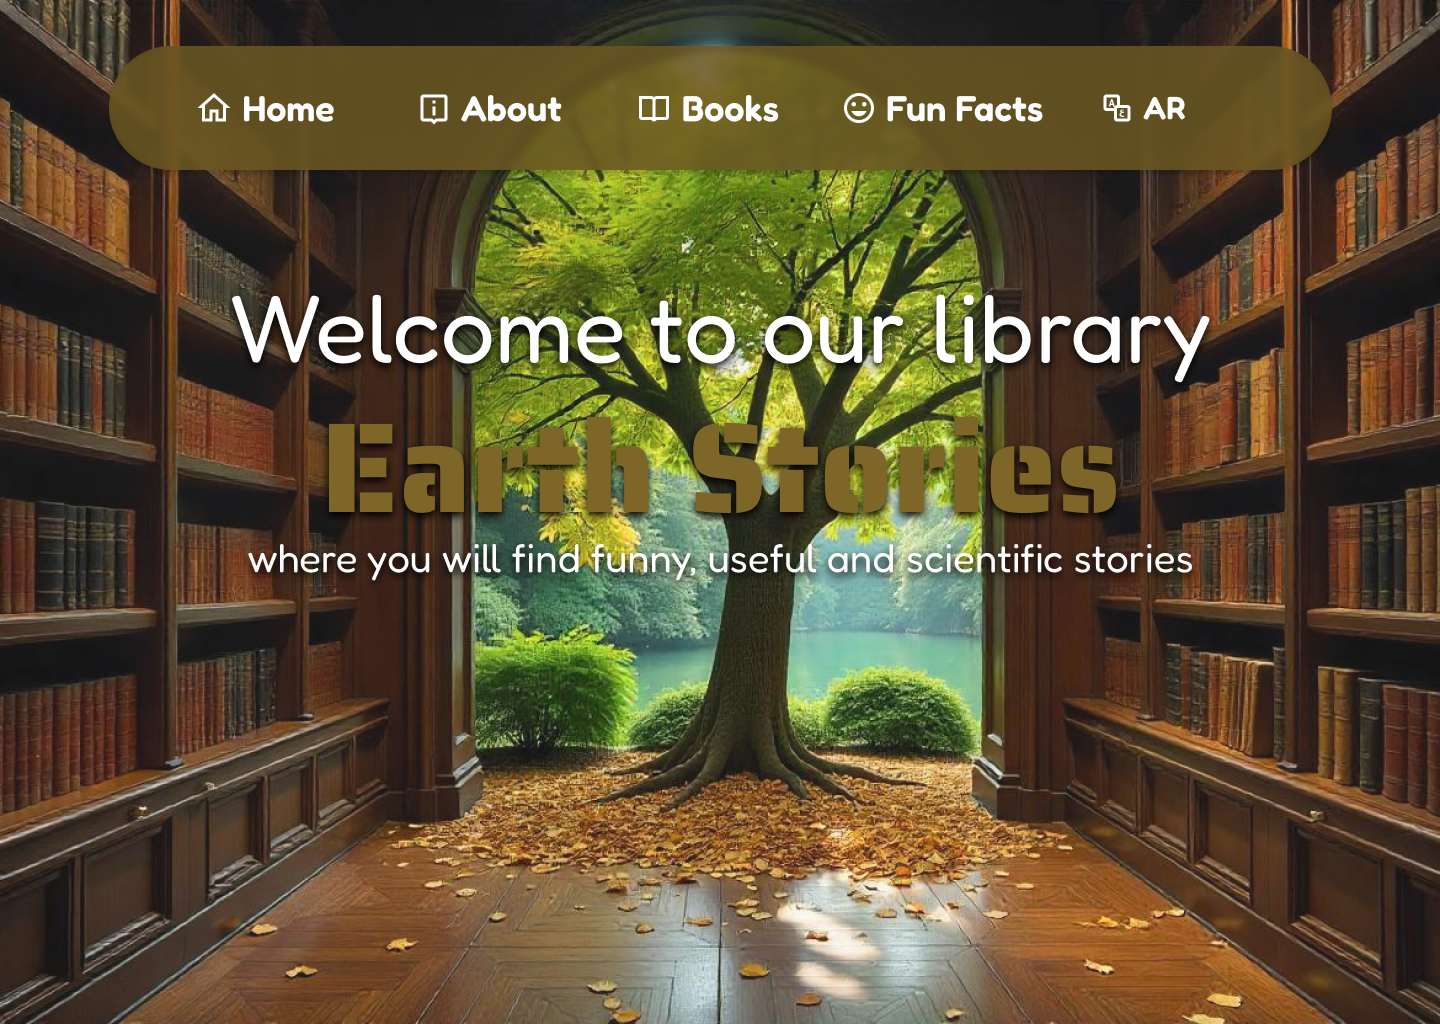 Home About Books Fun Facts AR
Welcome to our library
Earth Stories
where you will find funny, useful and scientific stories